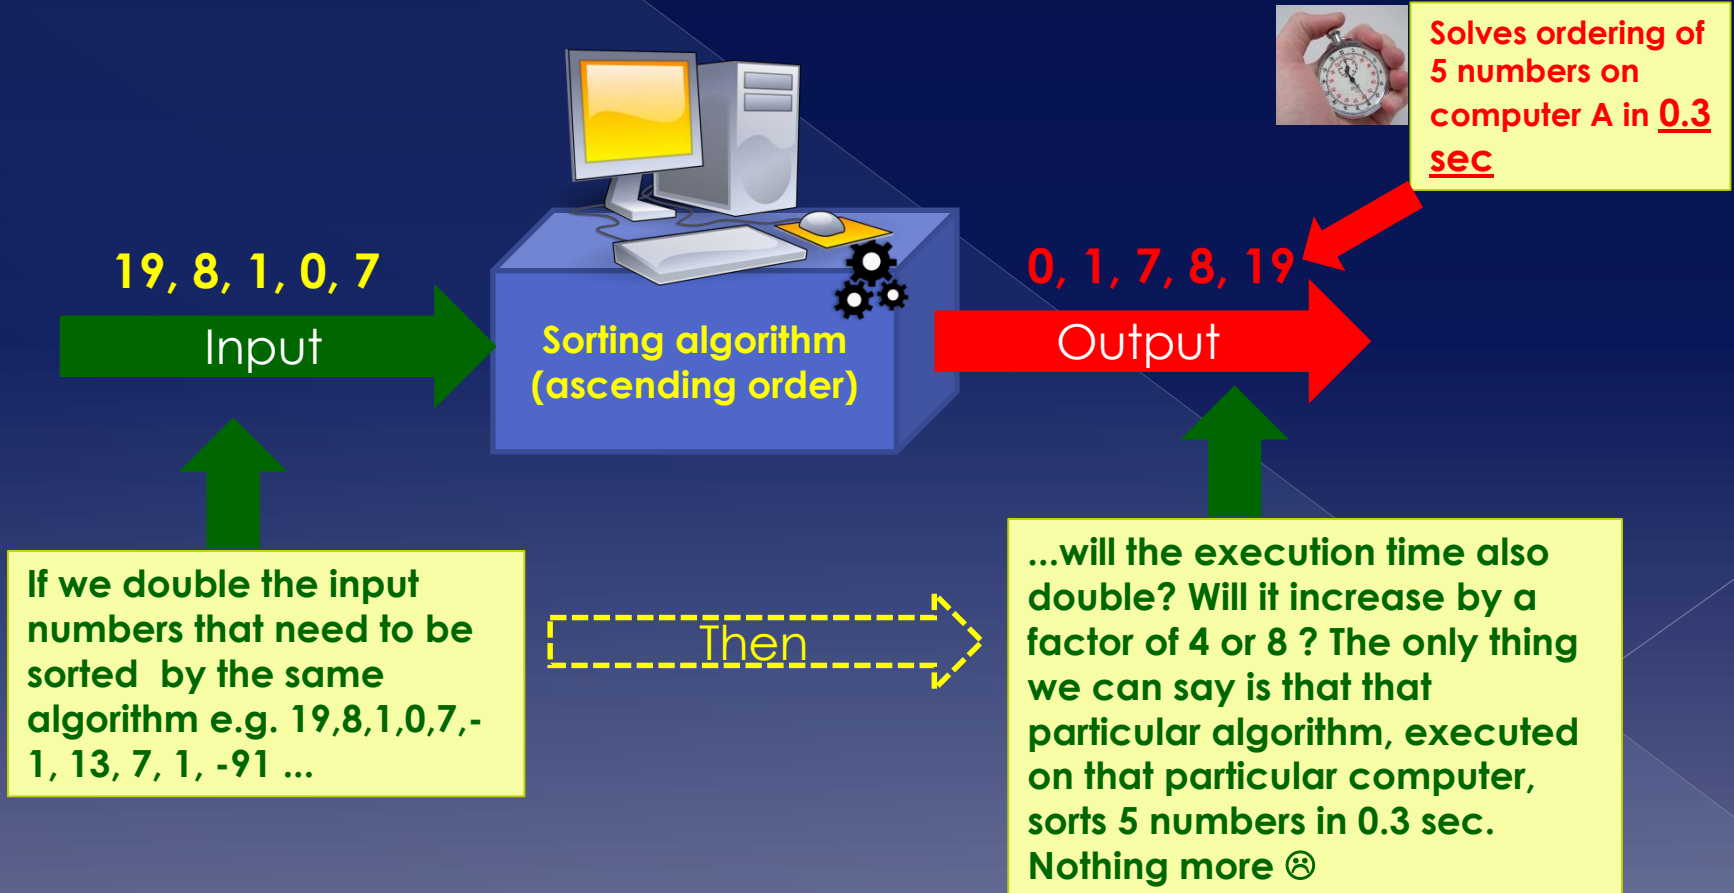 Solves ordering of
5 numbers on
computer A in 0.3
sec
19, 8, 1, 0, 7
0, 1, 7, 8, 19
Input
Sorting algorithm
(ascending order)
Output
If we double the input
numbers that need to be
sorted by the same
algorithm e.g. 19,8,1,0,7,-
1, 13, 7, 1, -91 ...
Then
...will the execution time also
double? Will it increase by a
factor of 4 or 8 ? The only thing
we can say is that that
particular algorithm, executed
on that particular computer,
sorts 5 numbers in 0.3 sec.
Nothing more ☹